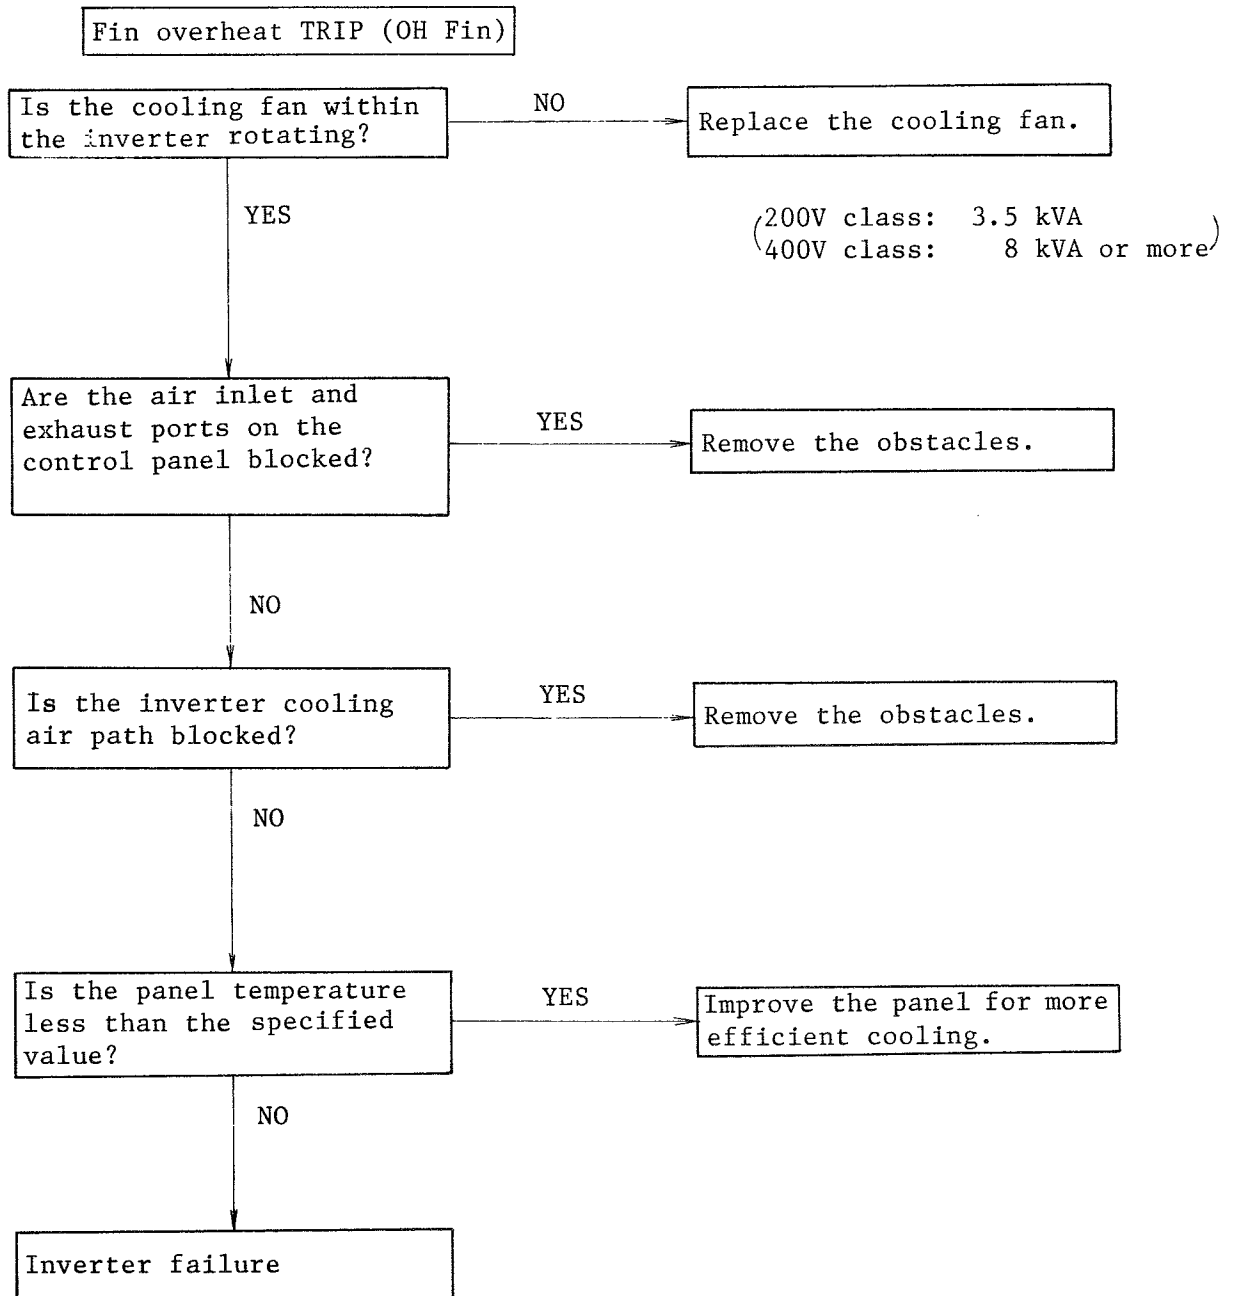 Fin overheat TRIP (OH Fin)
Is the cooling fan within
the inverter rotating?
NO
Replace the cooling fan.
YES
(200V class: 3.5 kVA
400V class: 8 kVA or more)
Are the air inlet and
exhaust ports on the
control panel blocked?
YES
Remove the obstacles.
NO
Is the inverter cooling
air path blocked?
YES
Remove the obstacles.
NO
Is the panel temperature
less than the specified
value?
YES
Improve the panel for more
efficient cooling.
NO
Inverter failure